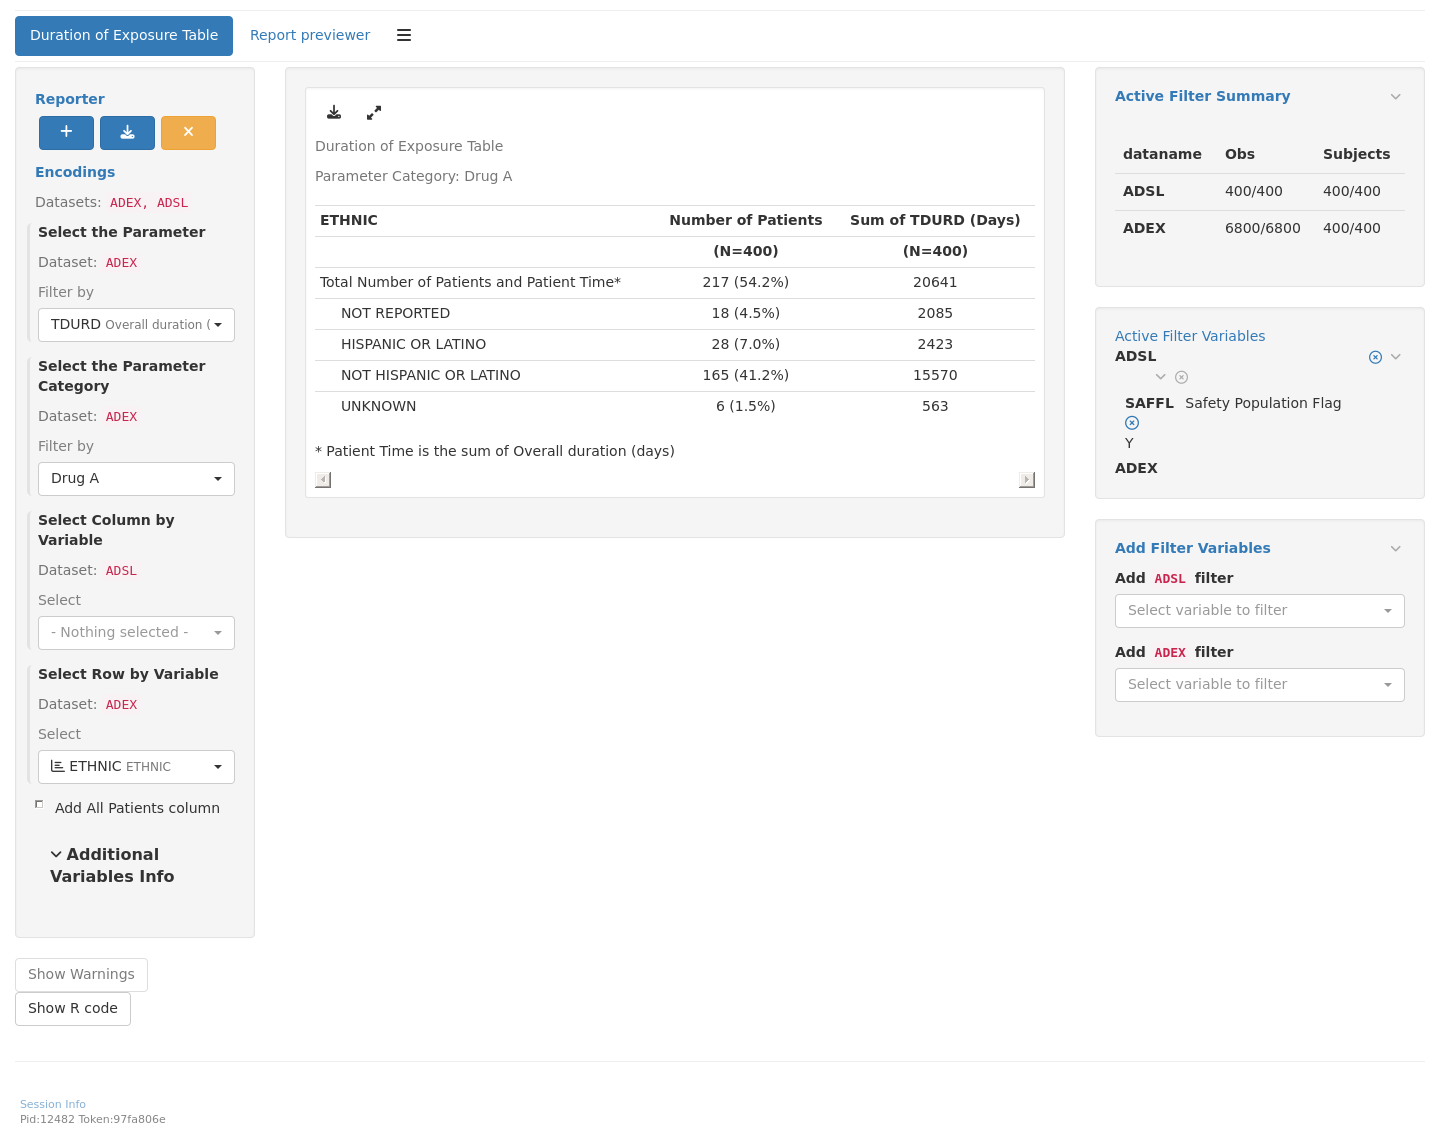 Duration of Exposure Table Report previewer
Reporter
Encodings
Datasets: ADEX, ADSL
Select the Parameter
Dataset: ADEX
Filter by
TDURD Overall duration (
Select the Parameter
Category
Dataset: ADEX
Filter by
Drug A
Select Column by
Variable
Dataset: ADSL
Select
- Nothing selected -
Select Row by Variable
Dataset: ADEX
Select
ETHNIC ETHNIC
Add All Patients column
Additional
Variables Info
Show Warnings
Show R code
Duration of Exposure Table
Parameter Category: Drug A
ETHNIC Number of Patients Sum of TDURD (Days)
(N=400) (N=400)
Total Number of Patients and Patient Time* 217 (54.2%) 20641
NOT REPORTED 18 (4.5%) 2085
HISPANIC OR LATINO 28 (7.0%) 2423
NOT HISPANIC OR LATINO 165 (41.2%) 15570
UNKNOWN 6 (1.5%) 563
* Patient Time is the sum of Overall duration (days)
Active Filter Summary
dataname Obs Subjects
ADSL 400/400 400/400
ADEX 6800/6800 400/400
Active Filter Variables
ADSL
SAFFL Safety Population Flag
Y
ADEX
Add Filter Variables
Add ADSL filter
Select variable to filter
Add ADEX filter
Select variable to filter
Session Info
Pid:12482 Token:97fa806e